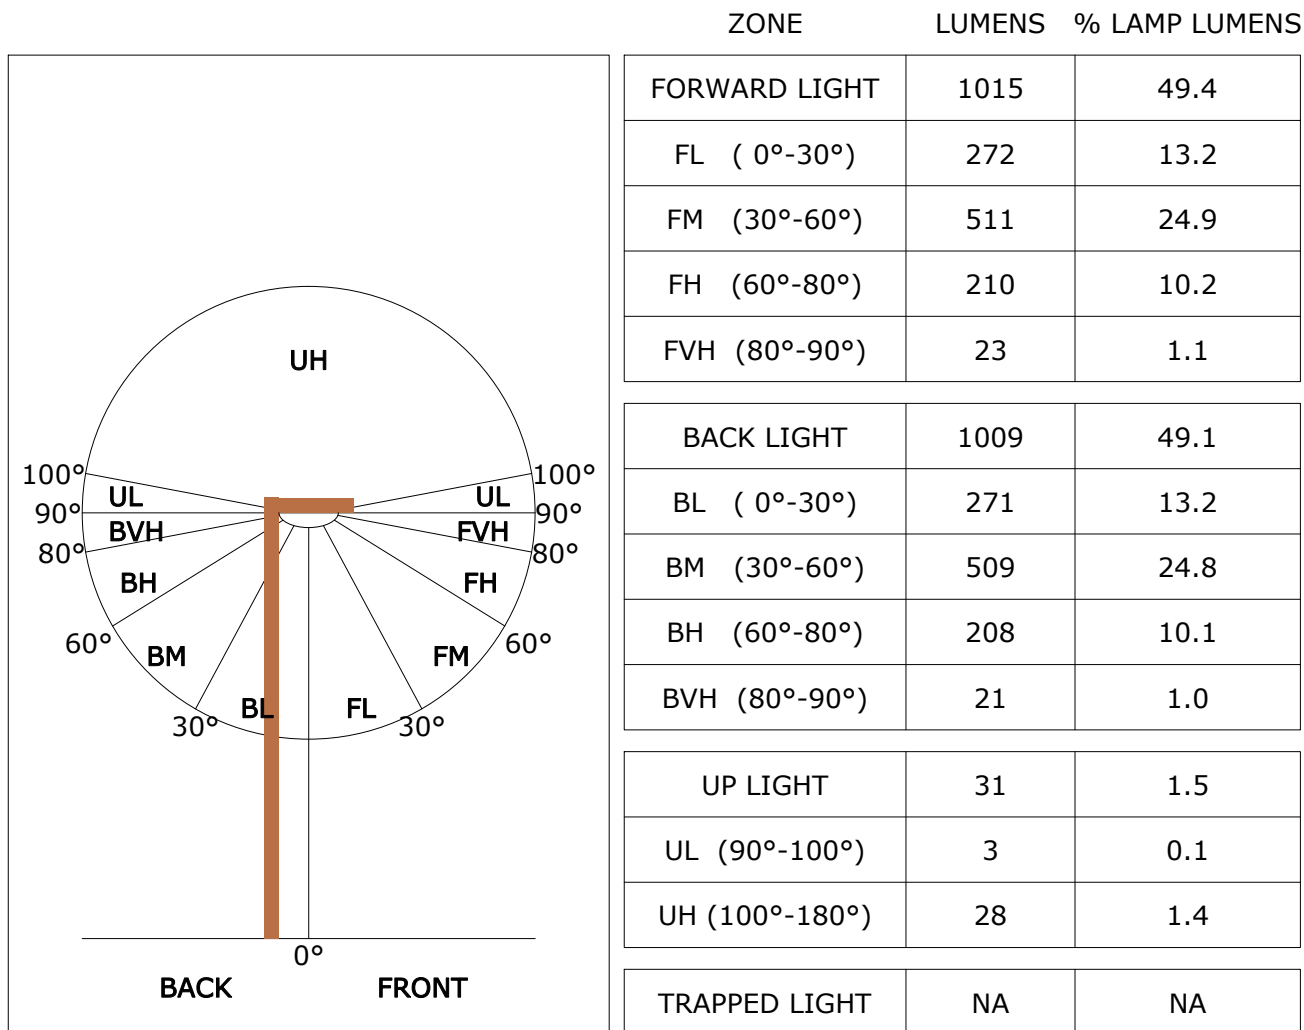 ZONE LUMENS % LAMP LUMENS
FORWARD LIGHT 1015 49.4
FL ( 0°-30°) 272 13.2
FM (30°-60°) 511 24.9
FH (60°-80°) 210 10.2
FVH (80°-90°) 23 1.1
BACK LIGHT 1009 49.1
BL ( 0°-30°) 271 13.2
BM (30°-60°) 509 24.8
BH (60°-80°) 208 10.1
BVH (80°-90°) 21 1.0
UP LIGHT 31 1.5
UL (90°-100°) 3 0.1
UH (100°-180°) 28 1.4
TRAPPED LIGHT NA NA
UH
100° 100°
UL UL
90° 90°
BVH FVH
80° 80°
BH FH
60° 60°
BM FM
BL FL
30° 30°
0°
BACK FRONT